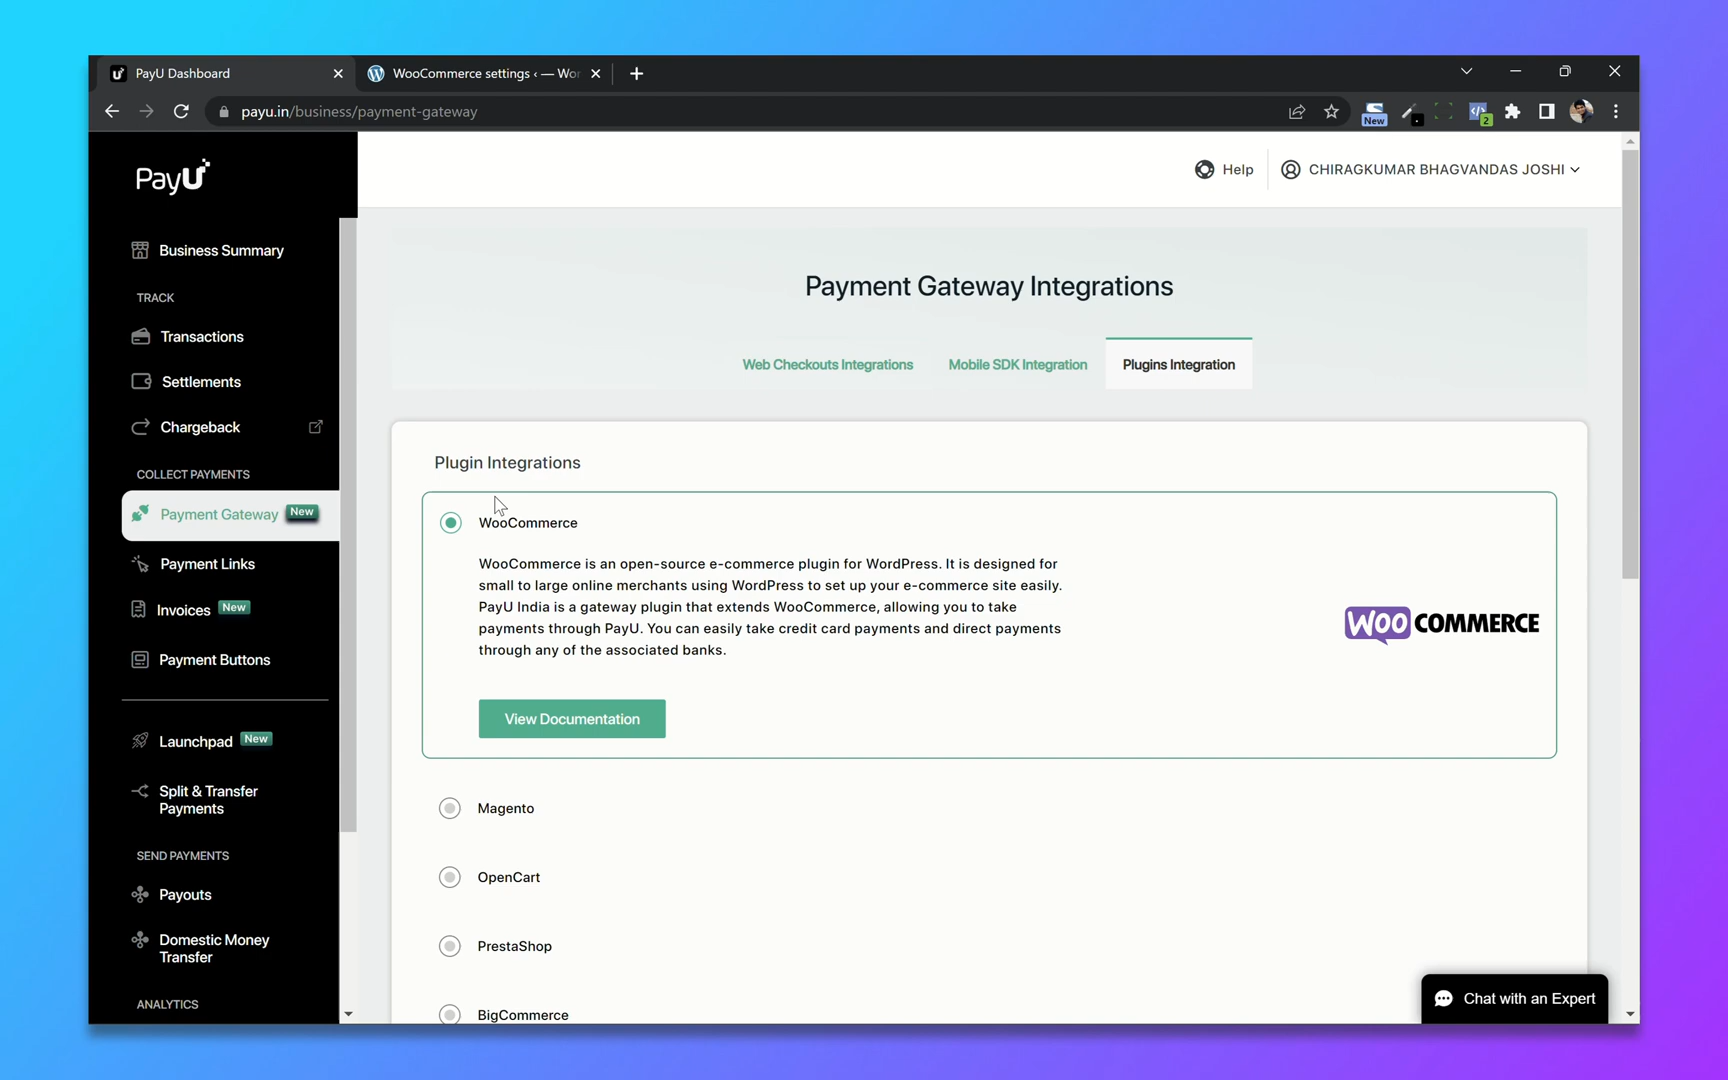 PayU Dashboard
WooCommerce settings ‹ — Wor
payu.in/business/payment-gateway
New
2
PayU
Help
CHIRAGKUMAR BHAGVANDAS JOSHI
Business Summary
TRACK
Transactions
Settlements
Chargeback
COLLECT PAYMENTS
Payment Gateway New
Payment Links
Invoices New
Payment Buttons
Launchpad New
Split & Transfer
Payments
SEND PAYMENTS
Payouts
Domestic Money
Transfer
ANALYTICS
Payment Gateway Integrations
Web Checkouts Integrations
Mobile SDK Integration
Plugins Integration
Plugin Integrations
WooCommerce
WooCommerce is an open-source e-commerce plugin for WordPress. It is designed for
small to large online merchants using WordPress to set up your e-commerce site easily.
PayU India is a gateway plugin that extends WooCommerce, allowing you to take
payments through PayU. You can easily take credit card payments and direct payments
through any of the associated banks.
WOO COMMERCE
View Documentation
Magento
OpenCart
PrestaShop
BigCommerce
Chat with an Expert